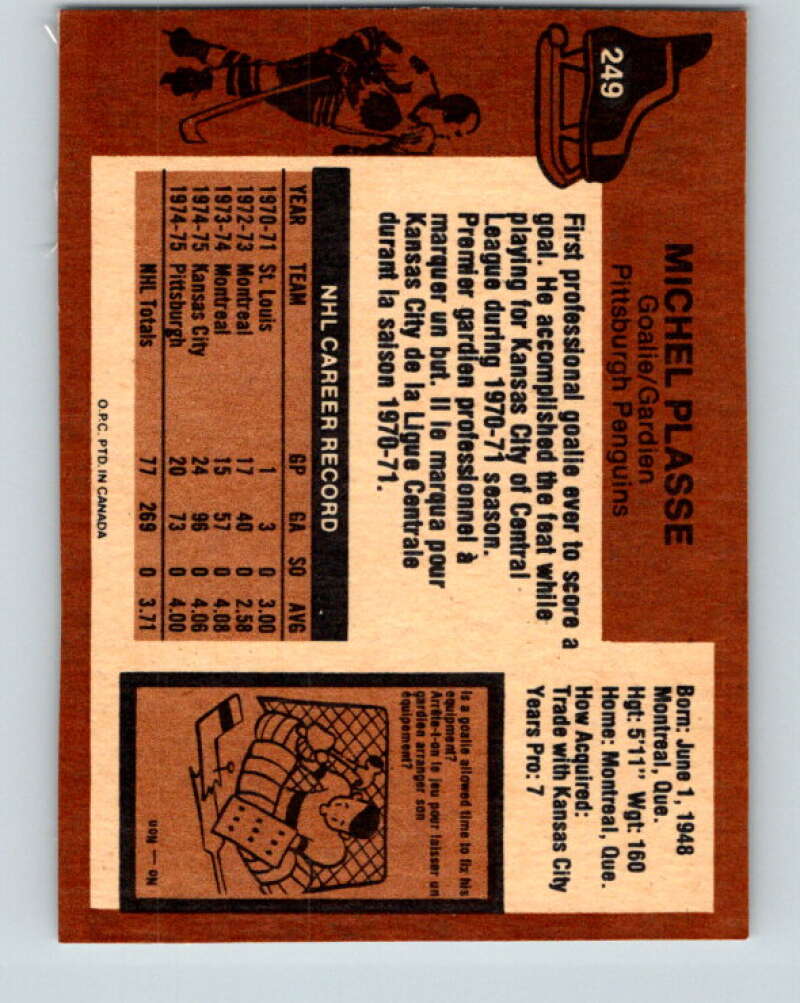 249
MICHEL PLASSE
Goalie/Gardien
Pittsburgh Penguins
First professional goalie ever to score a
goal. He accomplished the feat while
playing for Kansas City of Central
League during 1970-71 season.
Premier gardien professionnel à
marquer un but. Il le marqua pour
Kansas City de la Ligue Centrale
durant la saison 1970-71.
Born: June 1, 1948
Montreal, Que.
Hgt: 5'11" Wgt: 160
Home: Montreal, Que.
How Acquired:
Trade with Kansas City
Years Pro: 7
NHL CAREER RECORD
YEAR TEAM GP GA SO AVG
1970-71 St. Louis 1 3 0 3.00
1972-73 Montreal 17 40 0 2.58
1973-74 Montreal 15 57 0 4.08
1974-75 Kansas City 24 96 0 4.06
1974-75 Pittsburgh 20 73 0 4.00
NHL Totals 77 269 0 3.71
Is a goalie allowed time to fix his
equipment?
Arrête-t-on le jeu pour laisser un
gardien arranger son
équipement?
NO — NON
O.P.C. PTD. IN CANADA